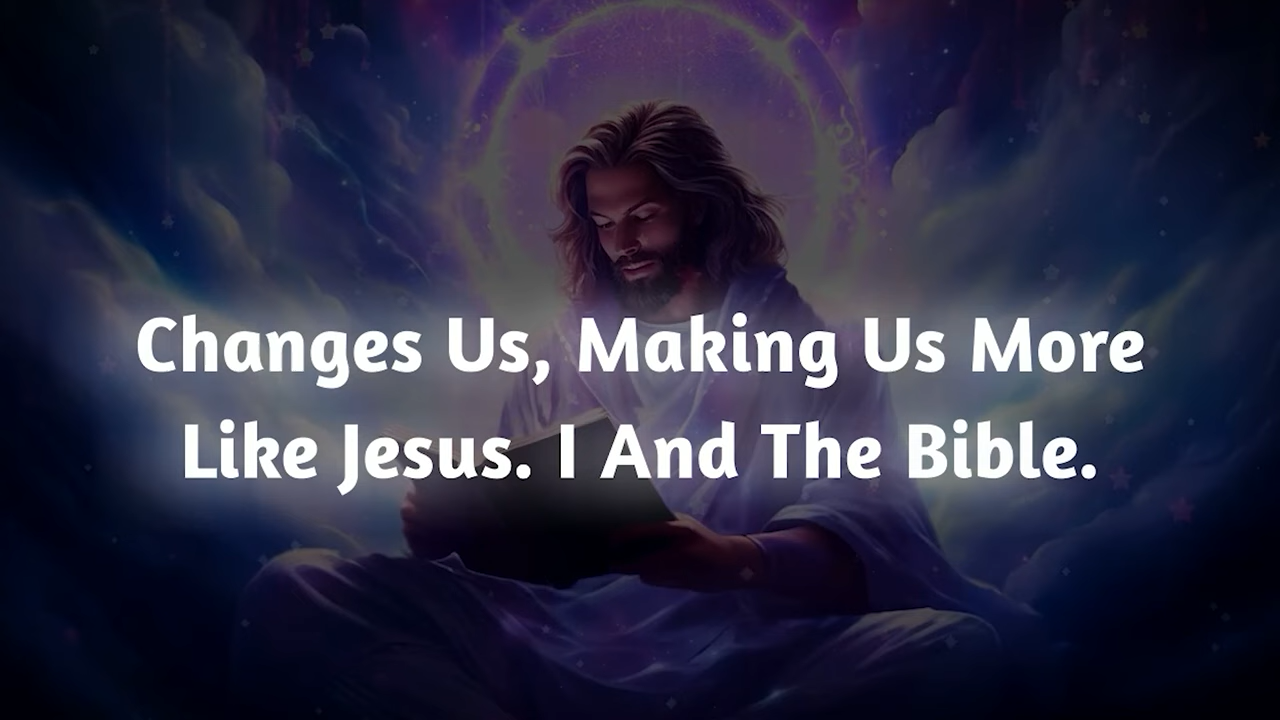 Changes Us, Making Us More
Like Jesus. I And The Bible.